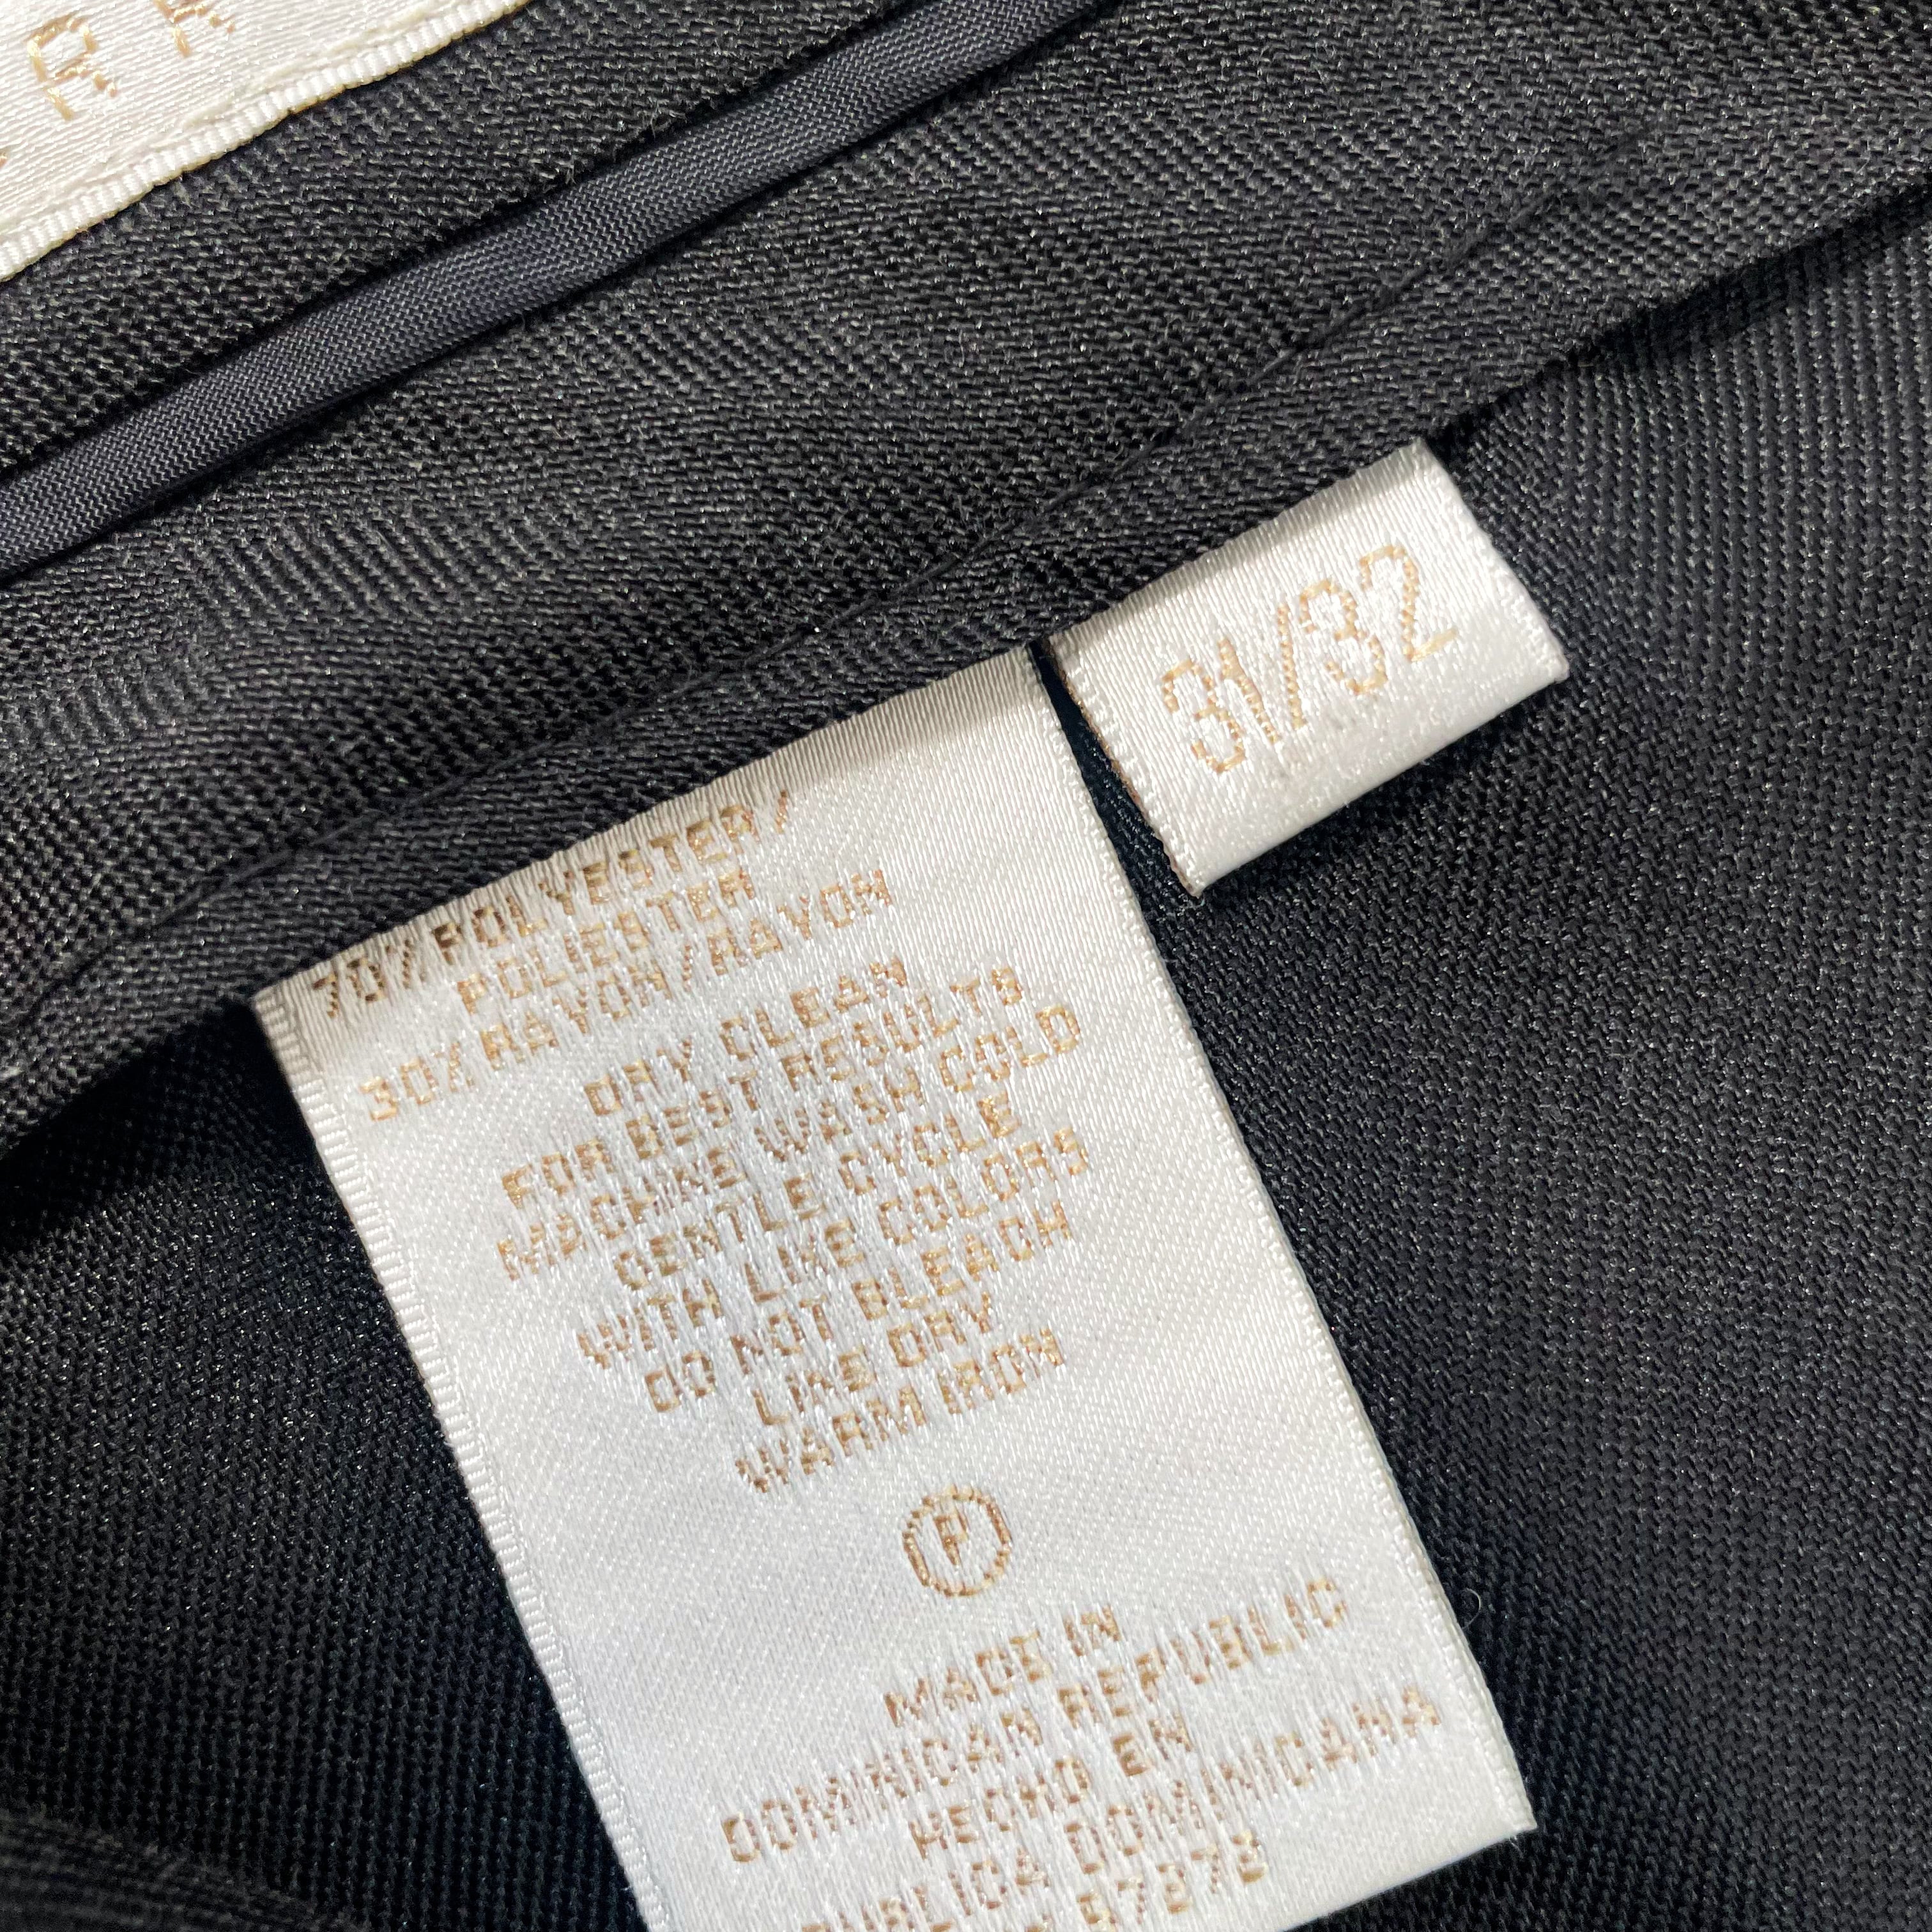 31/32
70%POLYESTER/
POLIESTER
30%RAYON/RAYON
DRY CLEAN
FOR BEST RESULTS
MACHINE WASH COLD
GENTLE CYCLE
WITH LIKE COLORS
DO NOT BLEACH
LINE DRY
WARM IRON
P
MADE IN
DOMINICAN REPUBLIC
HECHO EN
DOMINICANA